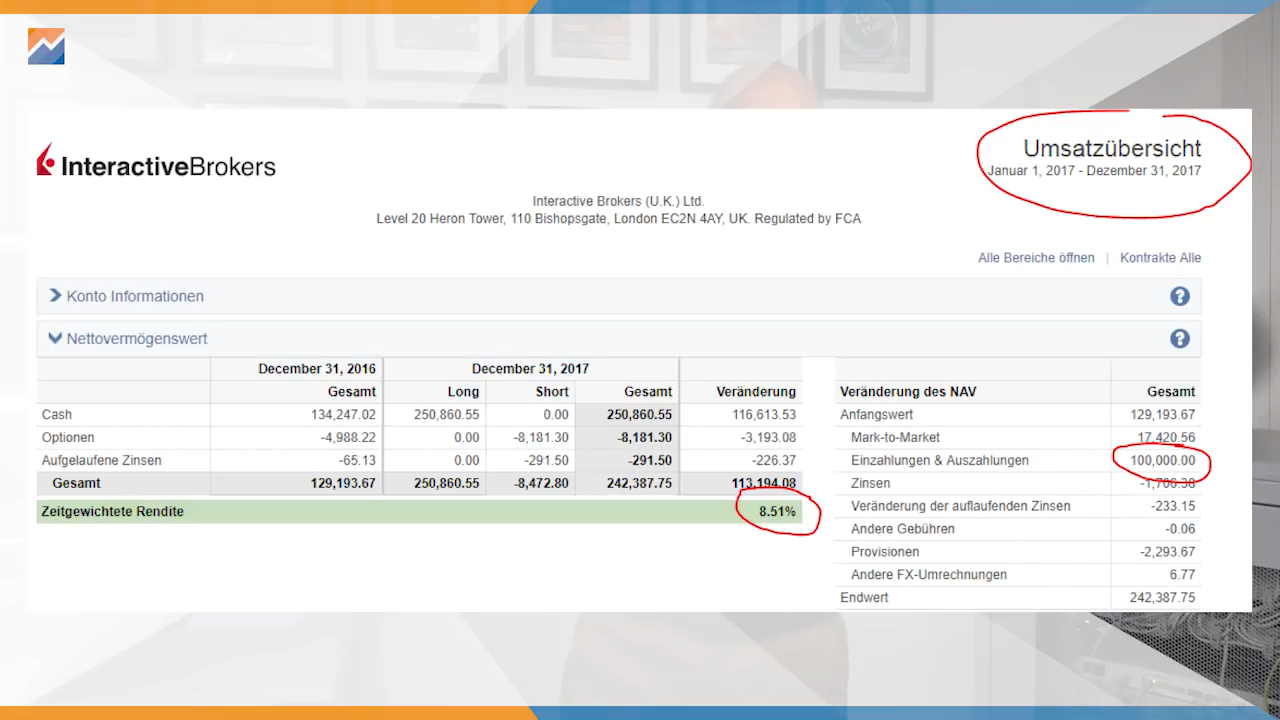 InteractiveBrokers
Umsatzübersicht
Januar 1, 2017 - Dezember 31, 2017
Interactive Brokers (U.K.) Ltd.
Level 20 Heron Tower, 110 Bishopsgate, London EC2N 4AY, UK. Regulated by FCA
Alle Bereiche öffnen | Kontrakte Alle
Konto Informationen ?
Nettovermögenswert ?
December 31, 2016 December 31, 2017
Gesamt Long Short Gesamt Veränderung
Cash 134,247.02 250,860.55 0.00 250,860.55 116,613.53
Optionen -4,988.22 0.00 -8,181.30 -8,181.30 -3,193.08
Aufgelaufene Zinsen -65.13 0.00 -291.50 -291.50 -226.37
Gesamt 129,193.67 250,860.55 -8,472.80 242,387.75 113,194.08
Zeitgewichtete Rendite 8.51%
Veränderung des NAV Gesamt
Anfangswert 129,193.67
Mark-to-Market 17,420.56
Einzahlungen & Auszahlungen 100,000.00
Zinsen -1,706.38
Veränderung der auflaufenden Zinsen -233.15
Andere Gebühren -0.06
Provisionen -2,293.67
Andere FX-Umrechnungen 6.77
Endwert 242,387.75